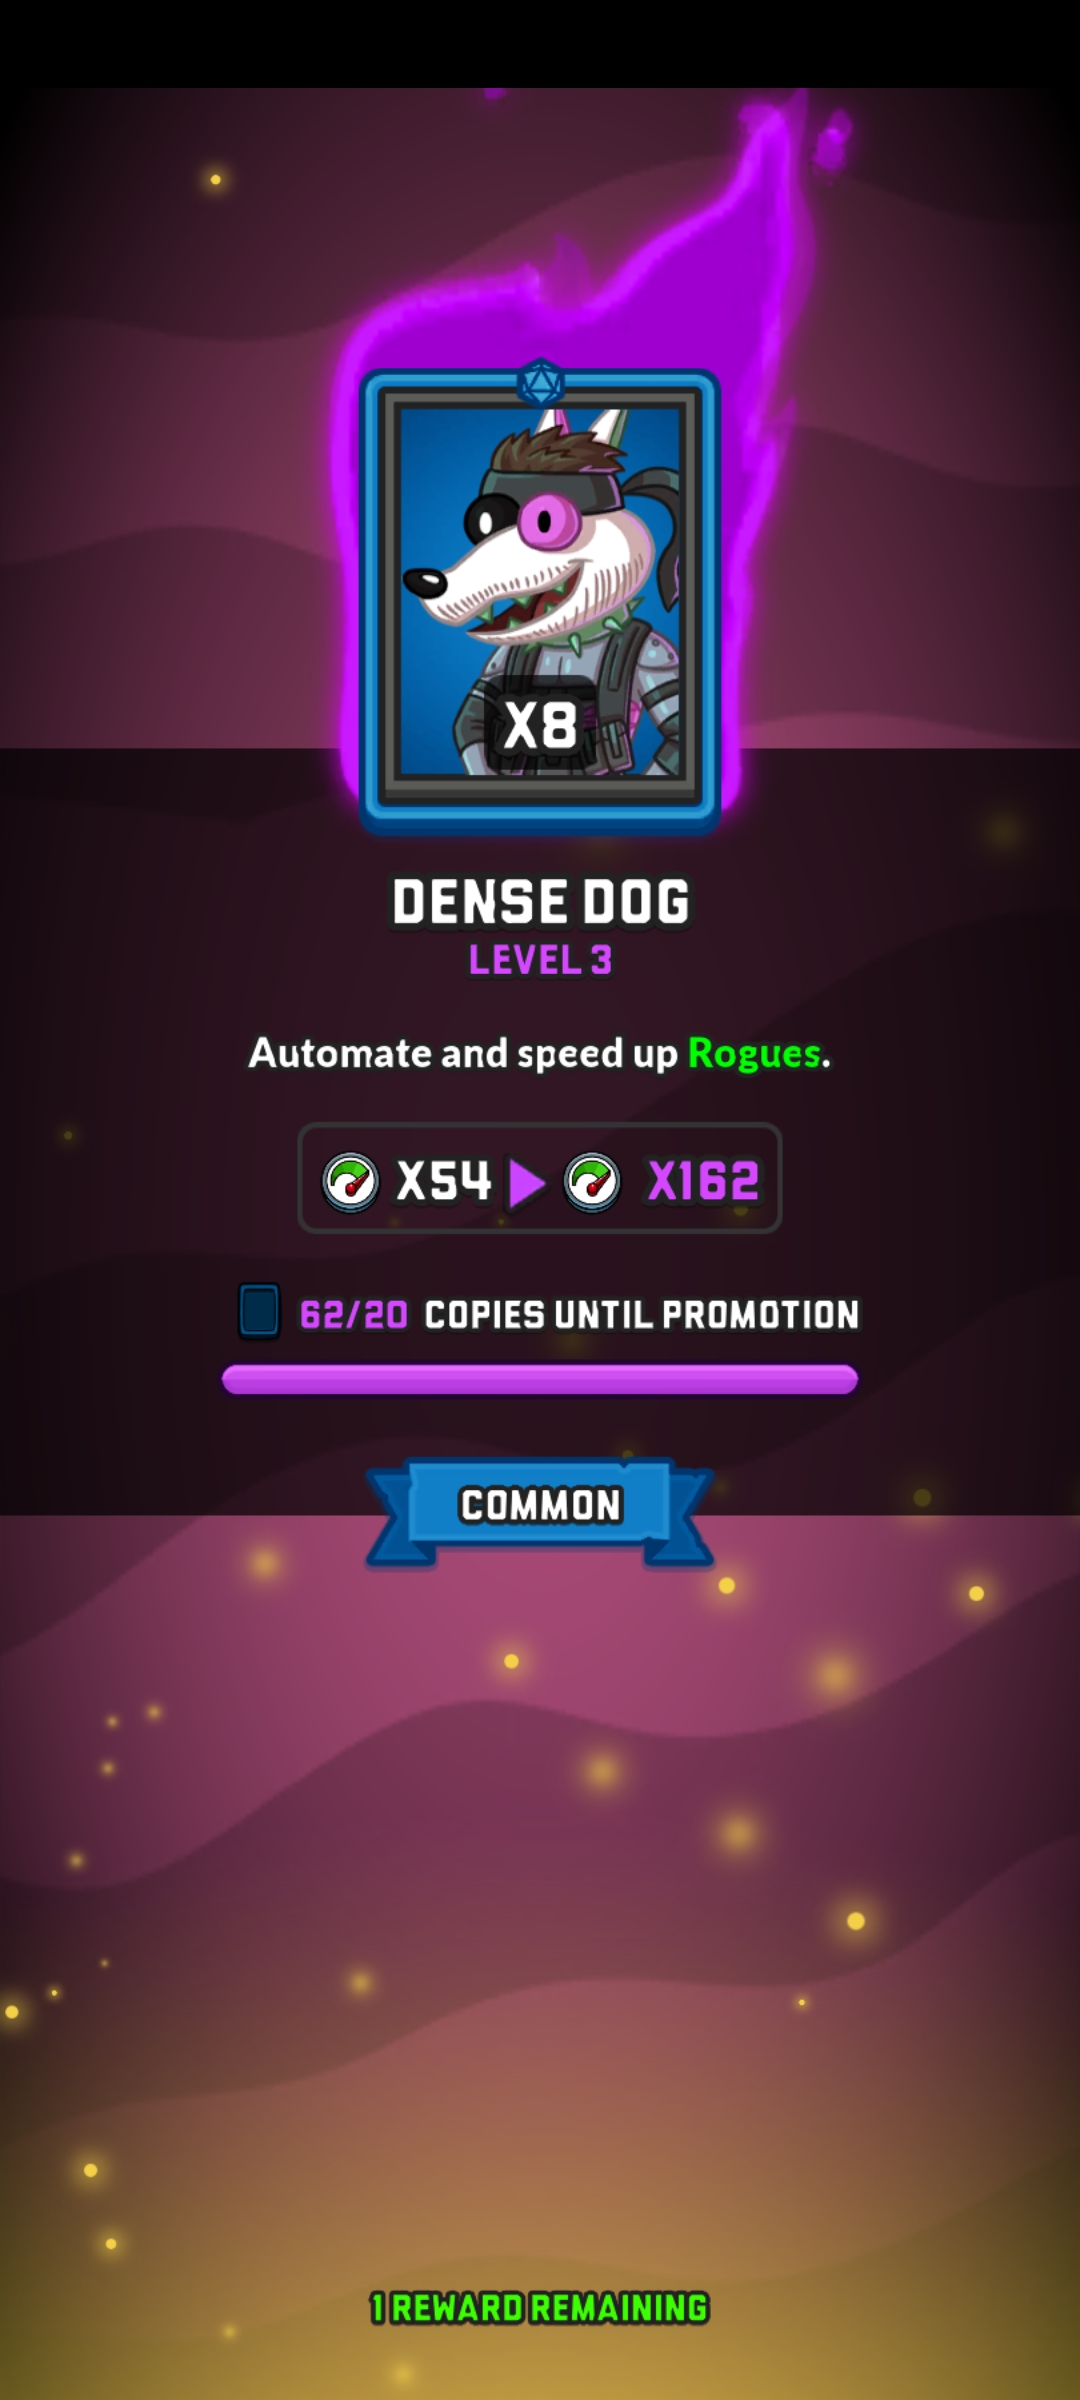 X8
DENSE DOG
LEVEL 3
Automate and speed up Rogues.
X54 X162
62/20 COPIES UNTIL PROMOTION
COMMON
1 REWARD REMAINING